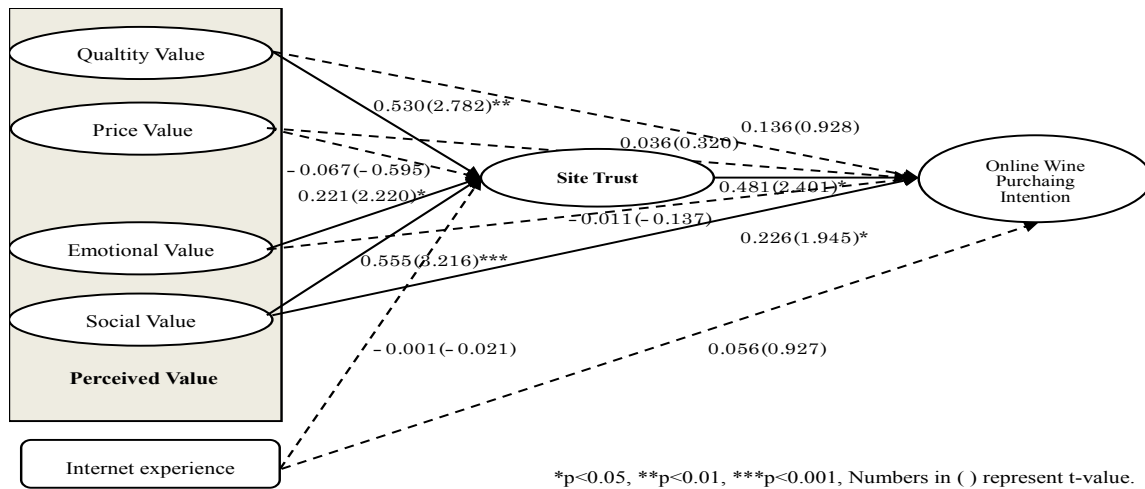 Qualtity Value
0.530(2.782)**
Price Value
0.136(0.928)
0.036(0.320)
-0.067(-0.595)
Site Trust
Online Wine
Purchaing
Intention
0.221(2.220)*
0.481(2.401)*
-0.011(-0.137)
0.226(1.945)*
Emotional Value
0.555(3.216)***
Social Value
-0.001(-0.021)
0.056(0.927)
Perceived Value
Internet experience
*p<0.05, **p<0.01, ***p<0.001, Numbers in ( ) represent t-value.